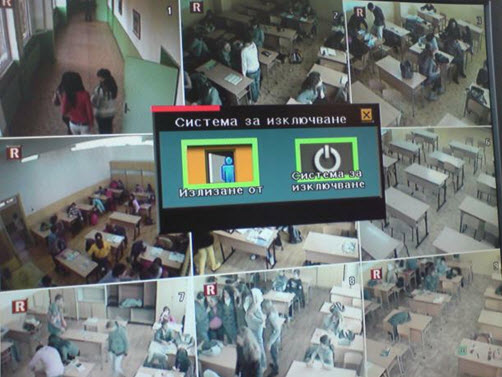 R
1
R
R
Система за изключване
Излизане от
Система за
изключване
R
R
7
R
8
R